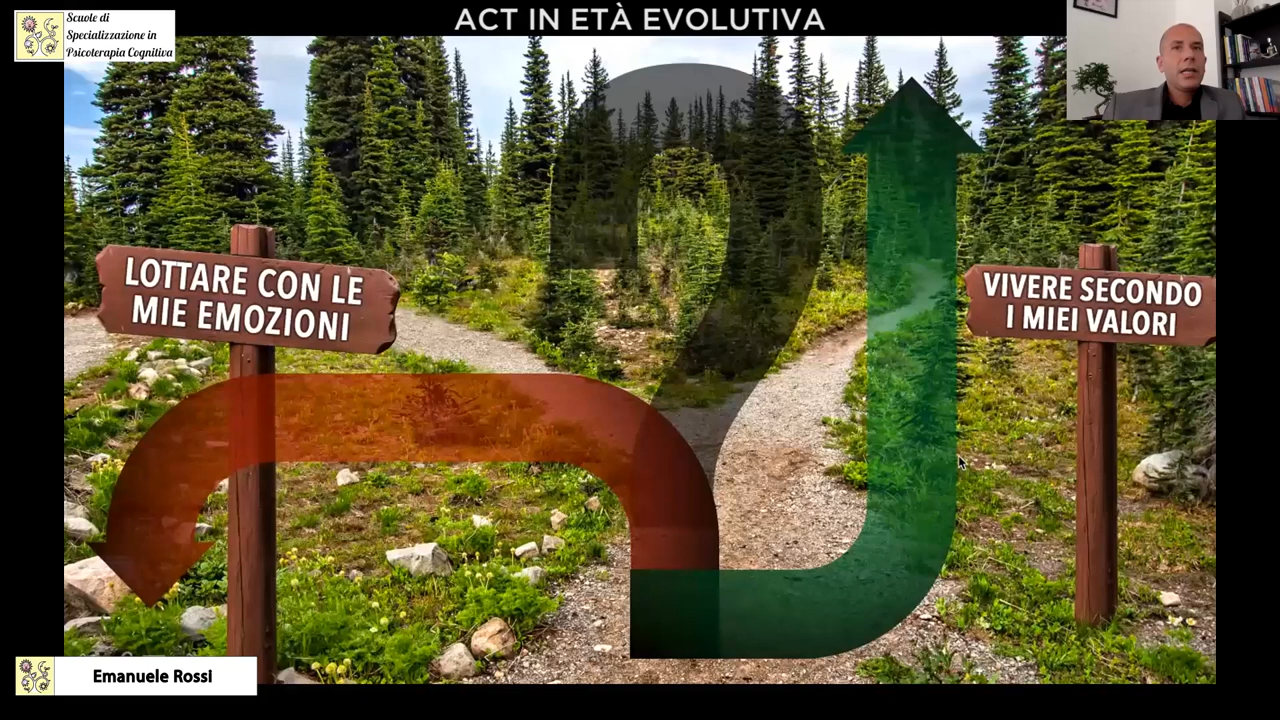 Scuole di
Specializzazione in
Psicoterapia Cognitiva
ACT IN ETÀ EVOLUTIVA
LOTTARE CON LE
MIE EMOZIONI
VIVERE SECONDO
I MIEI VALORI
Emanuele Rossi